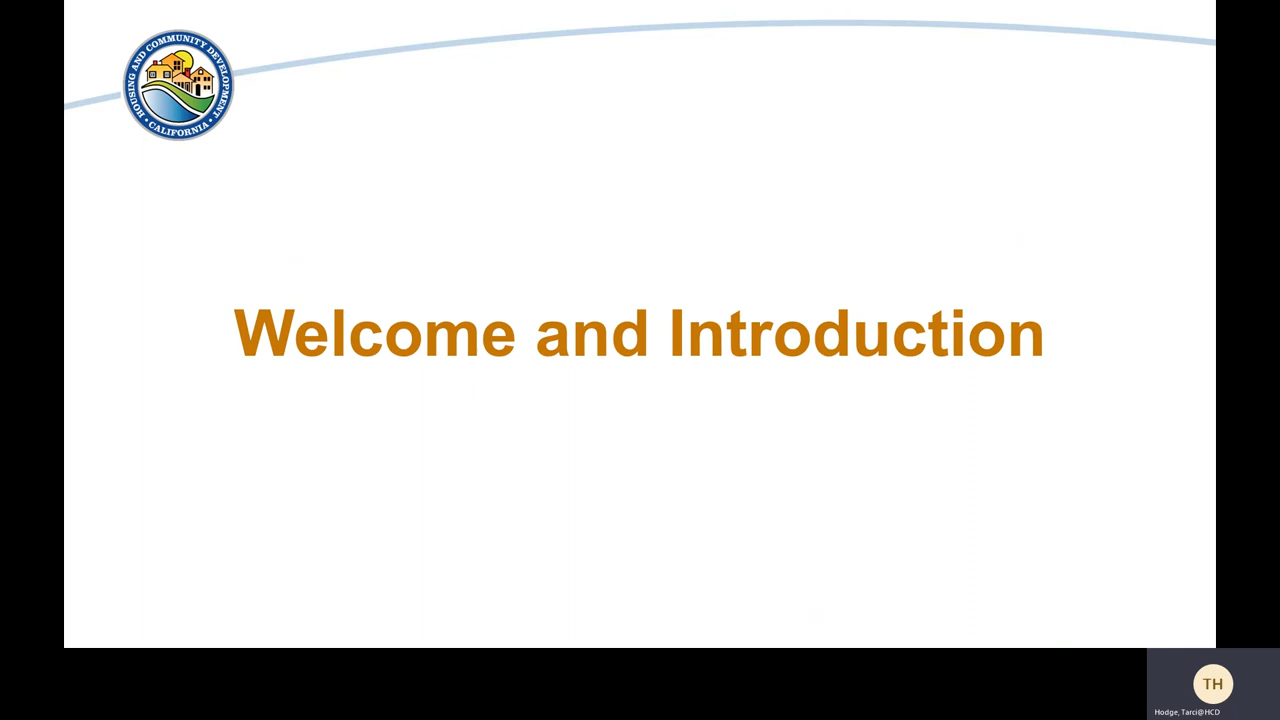 HOUSING AND COMMUNITY DEVELOPMENT
• CALIFORNIA •
Welcome and Introduction
TH
Hodge, Tarci@HCD